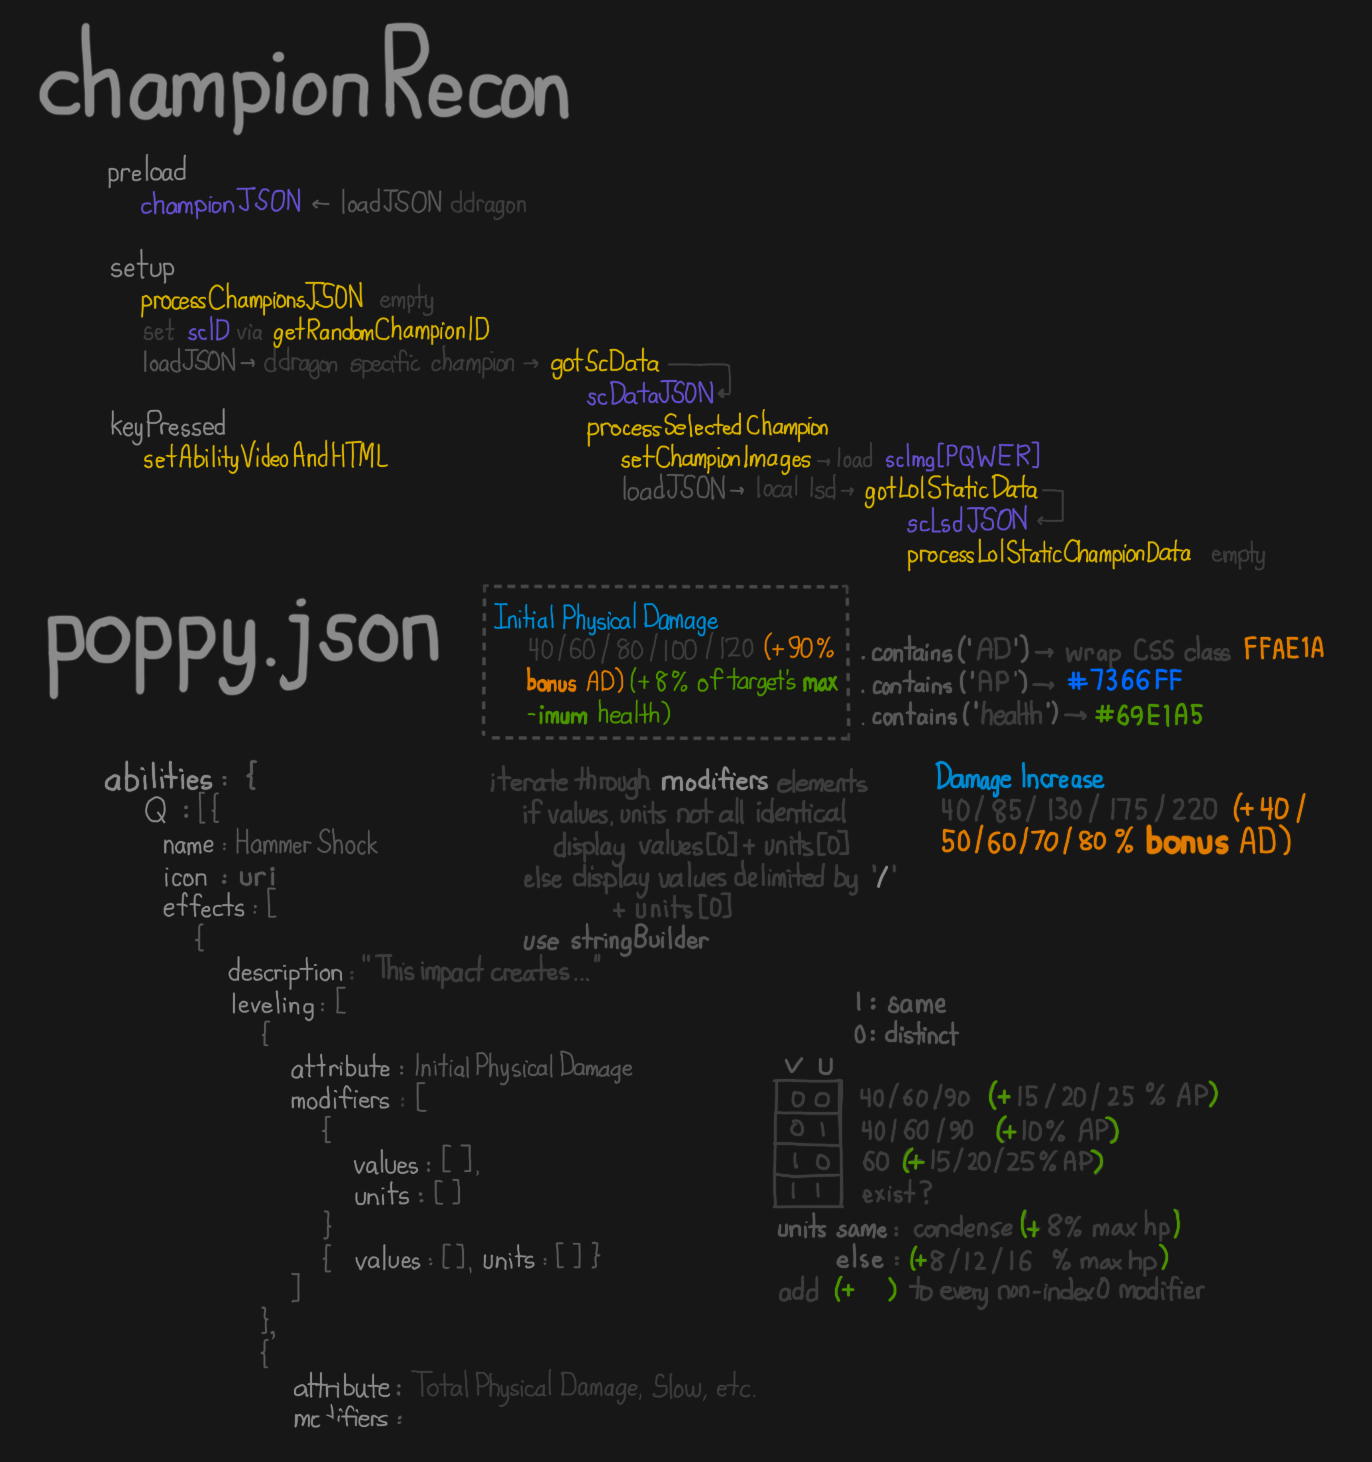 championRecon
preload
championJSON ← loadJSON ddragon
setup
processChampionsJSON empty
set scID via getRandomChampionID
loadJSON → ddragon specific champion → gotScData
scDataJSON
keyPressed
processSelectedChampion
setAbilityVideoAndHTML
setChampionImages → load scImg[PQWER]
loadJSON → local lsd → gotLolStaticData
scLsdJSON
processLolStaticChampionData empty
poppy.json
Initial Physical Damage
40/60/80/100/120 (+90%
bonus AD) (+8% of target's max
-imum health)
.contains('AD') → wrap CSS class FFAE1A
.contains('AP') → #7366FF
.contains('health') → #69E1A5
abilities : {
Q : [{
name : Hammer Shock
icon : uri
effects : [
{
description : "This impact creates..."
leveling : [
{
attribute : Initial Physical Damage
modifiers : [
{
values : [ ],
units : [ ]
}
{ values : [ ], units : [ ] }
]
},
{
attribute : Total Physical Damage, Slow, etc.
modifiers :
iterate through modifiers elements
if values, units not all identical
display values[0] + units[0]
else display values delimited by '/'
+ units[0]
use stringBuilder
Damage Increase
40/85/130/175/220 (+40/
50/60/70/80% bonus AD)
1 : same
0 : distinct
V U
0 0 40/60/90 (+15/20/25 % AP)
0 1 40/60/90 (+10% AP)
1 0 60 (+15/20/25% AP)
1 1 exist?
units same : condense (+ 8% max hp)
else : (+8/12/16 % max hp)
add (+ ) to every non-index0 modifier